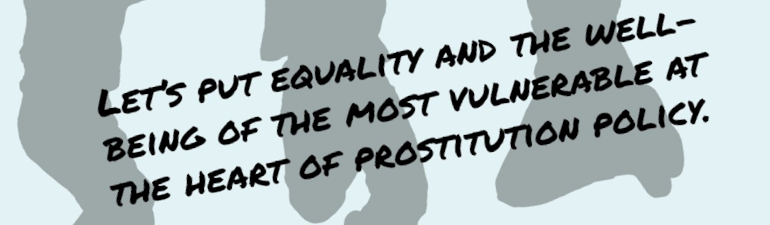 Let's put equality and the well-
being of the most vulnerable at
the heart of prostitution policy.